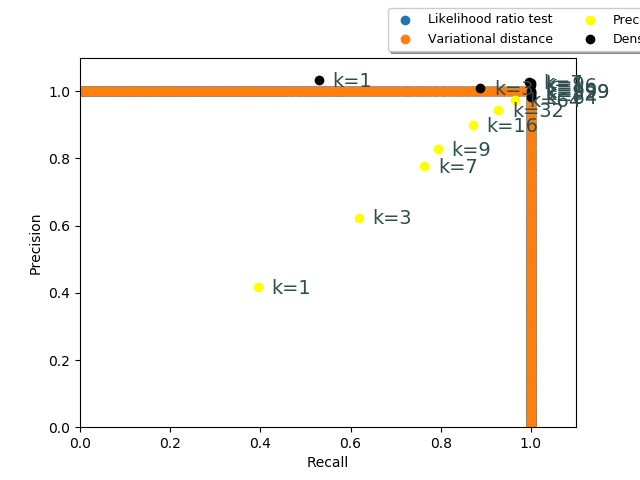 Likelihood ratio test
Variational distance
Prec
Dens
k=1
k=3
k=7
k=32
k=16
k=9
k=7
k=3
k=1
Precision
1.0
0.8
0.6
0.4
0.2
0.0
0.0 0.2 0.4 0.6 0.8 1.0
Recall